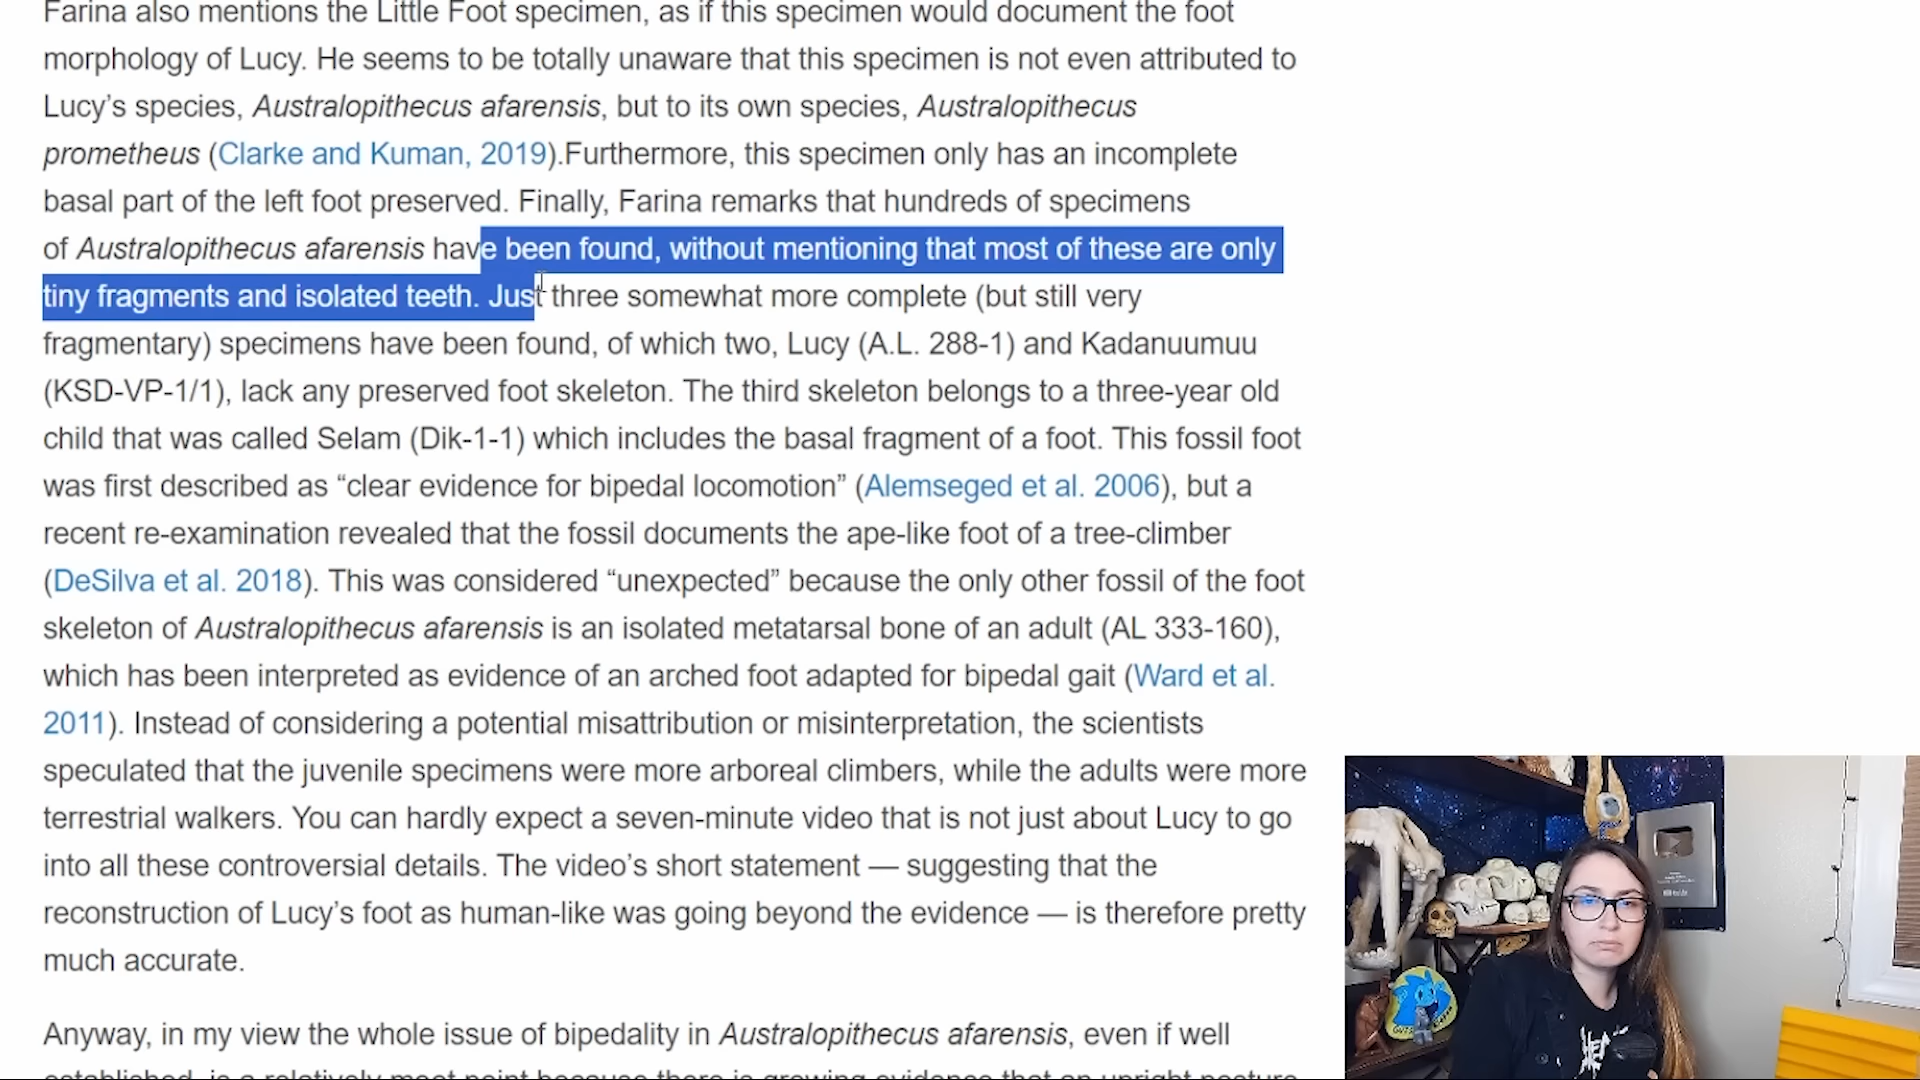 Farina also mentions the Little Foot specimen, as if this specimen would document the foot
morphology of Lucy. He seems to be totally unaware that this specimen is not even attributed to
Lucy’s species, Australopithecus afarensis, but to its own species, Australopithecus
prometheus (Clarke and Kuman, 2019).Furthermore, this specimen only has an incomplete
basal part of the left foot preserved. Finally, Farina remarks that hundreds of specimens
of Australopithecus afarensis have been found, without mentioning that most of these are only
tiny fragments and isolated teeth. Just three somewhat more complete (but still very
fragmentary) specimens have been found, of which two, Lucy (A.L. 288-1) and Kadanuumuu
(KSD-VP-1/1), lack any preserved foot skeleton. The third skeleton belongs to a three-year old
child that was called Selam (Dik-1-1) which includes the basal fragment of a foot. This fossil foot
was first described as “clear evidence for bipedal locomotion” (Alemseged et al. 2006), but a
recent re-examination revealed that the fossil documents the ape-like foot of a tree-climber
(DeSilva et al. 2018). This was considered “unexpected” because the only other fossil of the foot
skeleton of Australopithecus afarensis is an isolated metatarsal bone of an adult (AL 333-160),
which has been interpreted as evidence of an arched foot adapted for bipedal gait (Ward et al.
2011). Instead of considering a potential misattribution or misinterpretation, the scientists
speculated that the juvenile specimens were more arboreal climbers, while the adults were more
terrestrial walkers. You can hardly expect a seven-minute video that is not just about Lucy to go
into all these controversial details. The video’s short statement — suggesting that the
reconstruction of Lucy’s foot as human-like was going beyond the evidence — is therefore pretty
much accurate.
Anyway, in my view the whole issue of bipedality in Australopithecus afarensis, even if well
established, is a relatively moot point because there is growing evidence that an upright posture